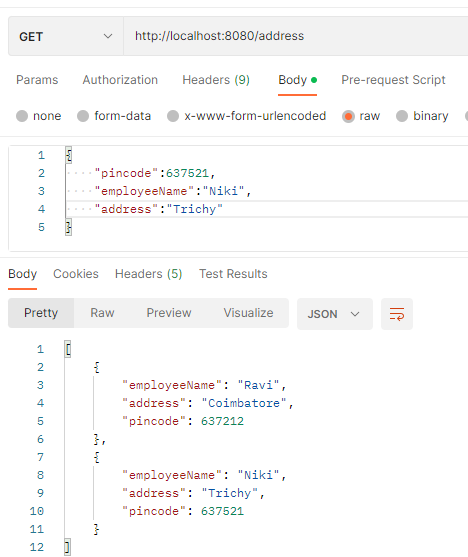 GET http://localhost:8080/address
Params Authorization Headers (9) Body Pre-request Script
none form-data x-www-form-urlencoded raw binary
1 {
2 "pincode":637521,
3 "employeeName":"Niki",
4 "address":"Trichy"
5 }
Body Cookies Headers (5) Test Results
Pretty Raw Preview Visualize JSON
1 [
2 {
3 "employeeName": "Ravi",
4 "address": "Coimbatore",
5 "pincode": 637212
6 },
7 {
8 "employeeName": "Niki",
9 "address": "Trichy",
10 "pincode": 637521
11 }
12 ]